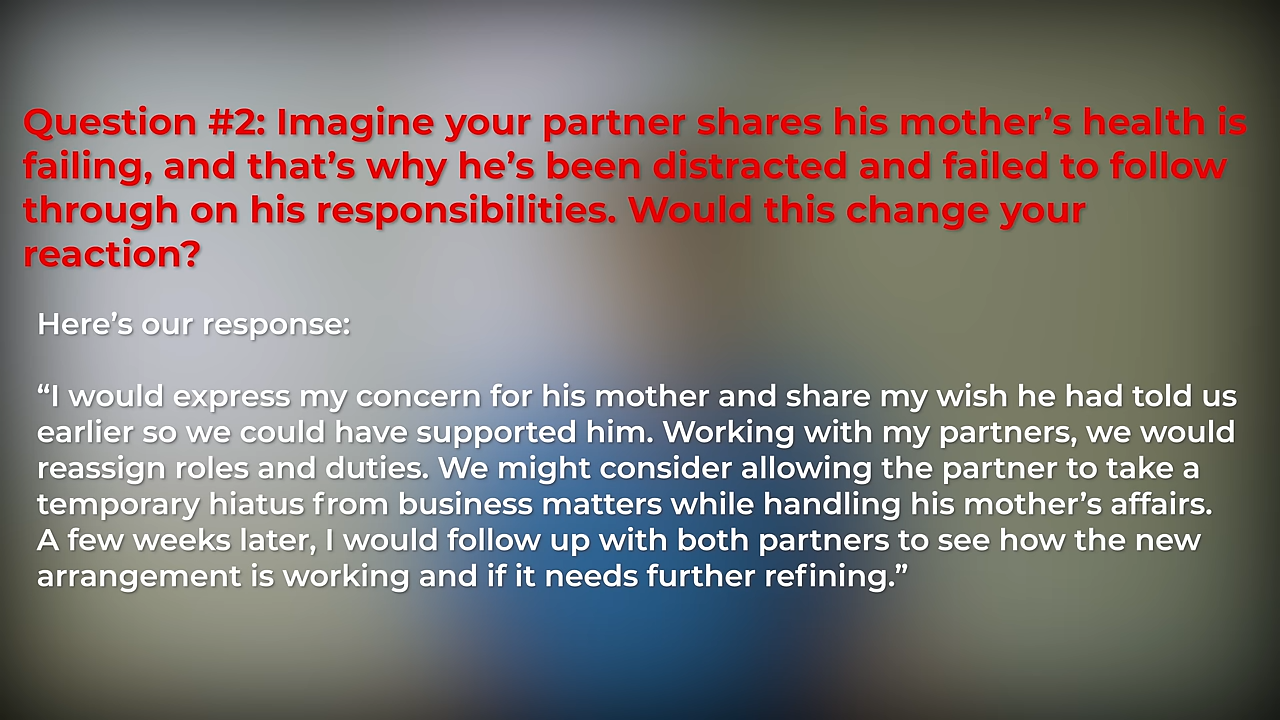 Question #2: Imagine your partner shares his mother’s health is
failing, and that’s why he’s been distracted and failed to follow
through on his responsibilities. Would this change your
reaction?
Here’s our response:
“I would express my concern for his mother and share my wish he had told us
earlier so we could have supported him. Working with my partners, we would
reassign roles and duties. We might consider allowing the partner to take a
temporary hiatus from business matters while handling his mother’s affairs.
A few weeks later, I would follow up with both partners to see how the new
arrangement is working and if it needs further refining.”